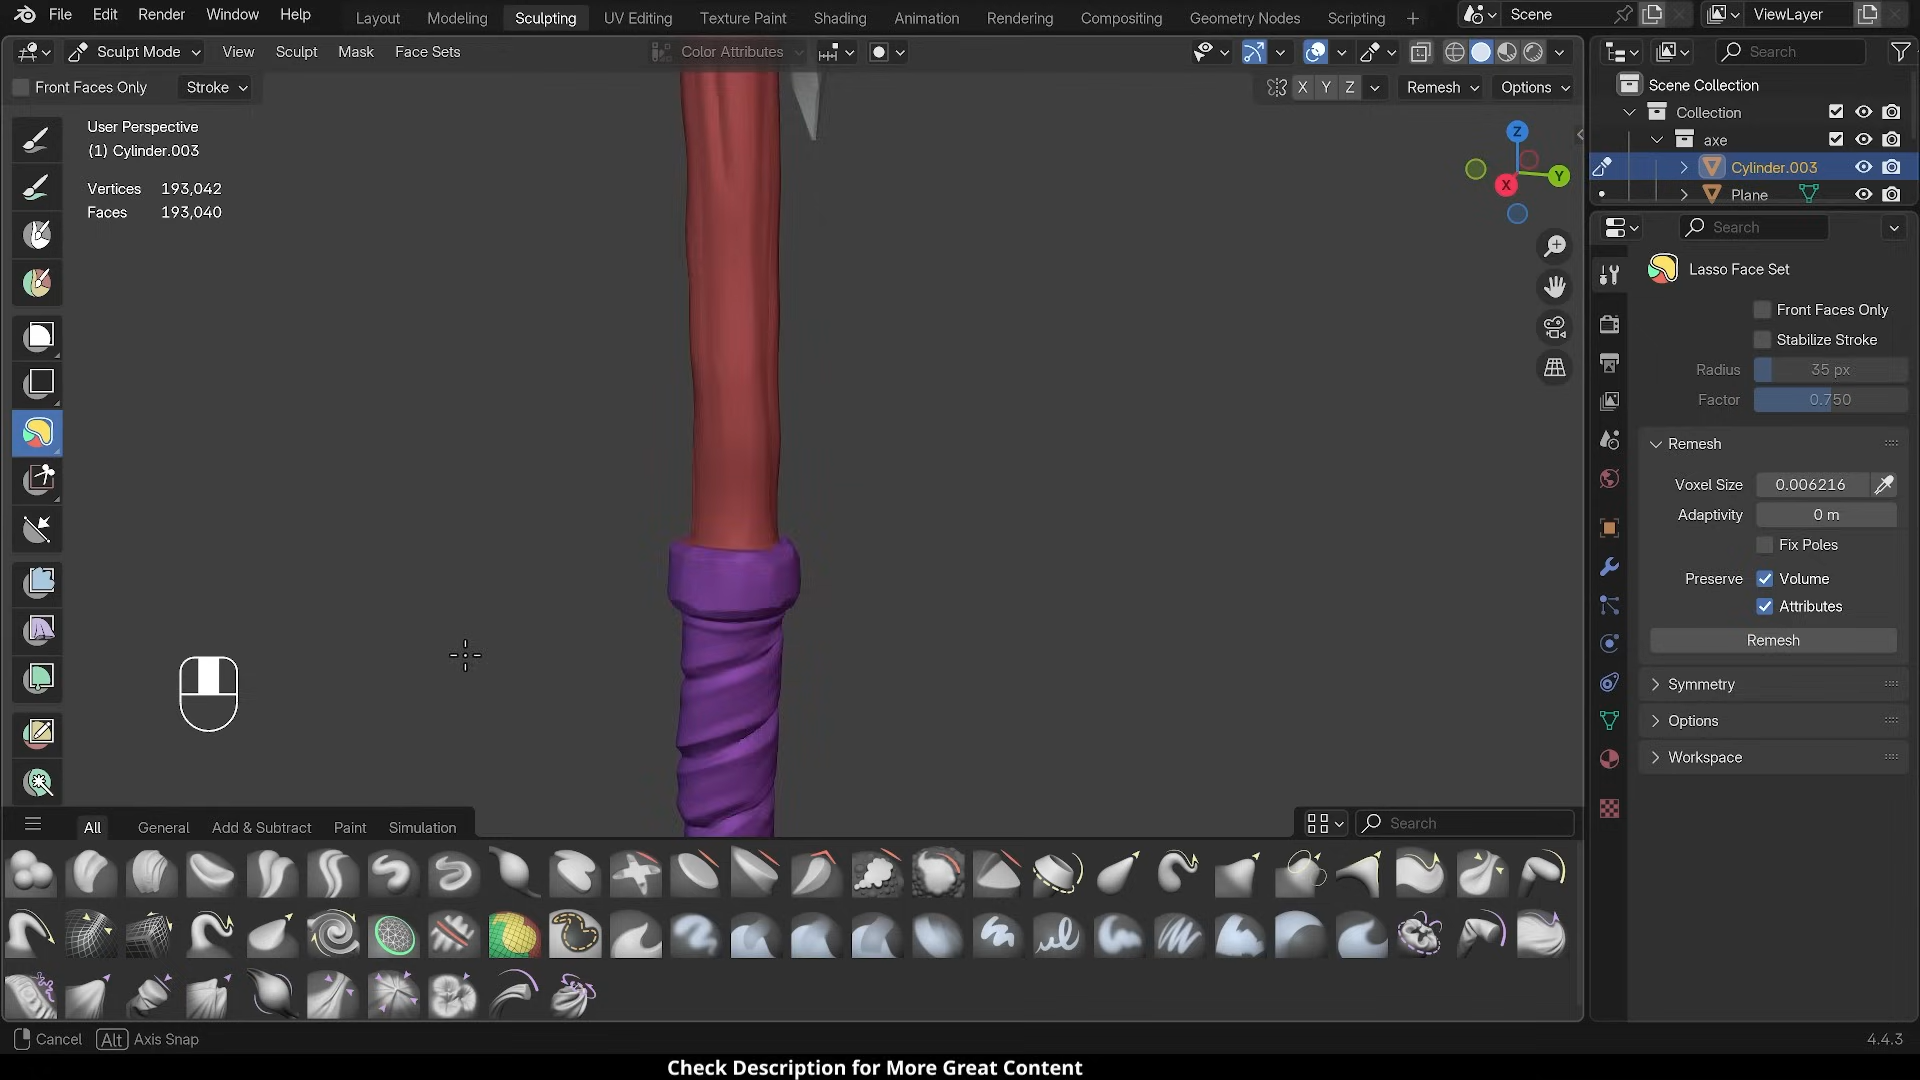 File Edit Render Window Help Layout Modeling Sculpting UV Editing Texture Paint Shading Animation Rendering Compositing Geometry Nodes Scripting + Scene ViewLayer
Sculpt Mode View Sculpt Mask Face Sets Color Attributes Search
Front Faces Only Stroke X Y Z Remesh Options
Scene Collection
Collection
axe
Cylinder.003
Plane
User Perspective
(1) Cylinder.003
Vertices 193,042
Faces 193,040
Z
Y
X
Search
Lasso Face Set
Front Faces Only
Stabilize Stroke
Radius 35 px
Factor 0.750
Remesh
Voxel Size 0.006216
Adaptivity 0 m
Fix Poles
Preserve Volume
Attributes
Remesh
Symmetry
Options
Workspace
All General Add & Subtract Paint Simulation Search
Cancel Alt Axis Snap 4.4.3
Check Description for More Great Content